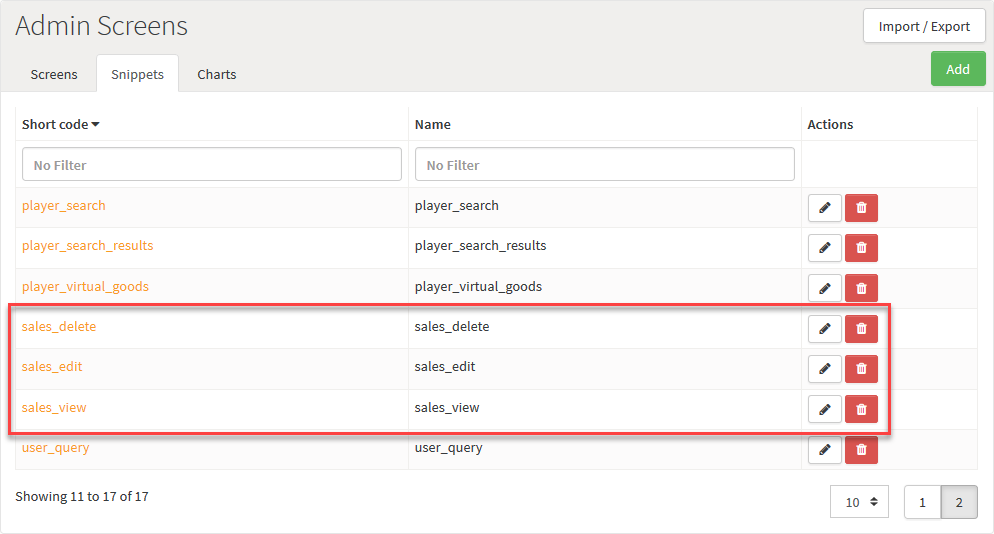 Admin Screens
Import / Export
Screens Snippets Charts
Add
Short code Name Actions
No Filter No Filter
player_search player_search
player_search_results player_search_results
player_virtual_goods player_virtual_goods
sales_delete sales_delete
sales_edit sales_edit
sales_view sales_view
user_query user_query
Showing 11 to 17 of 17
10 1 2